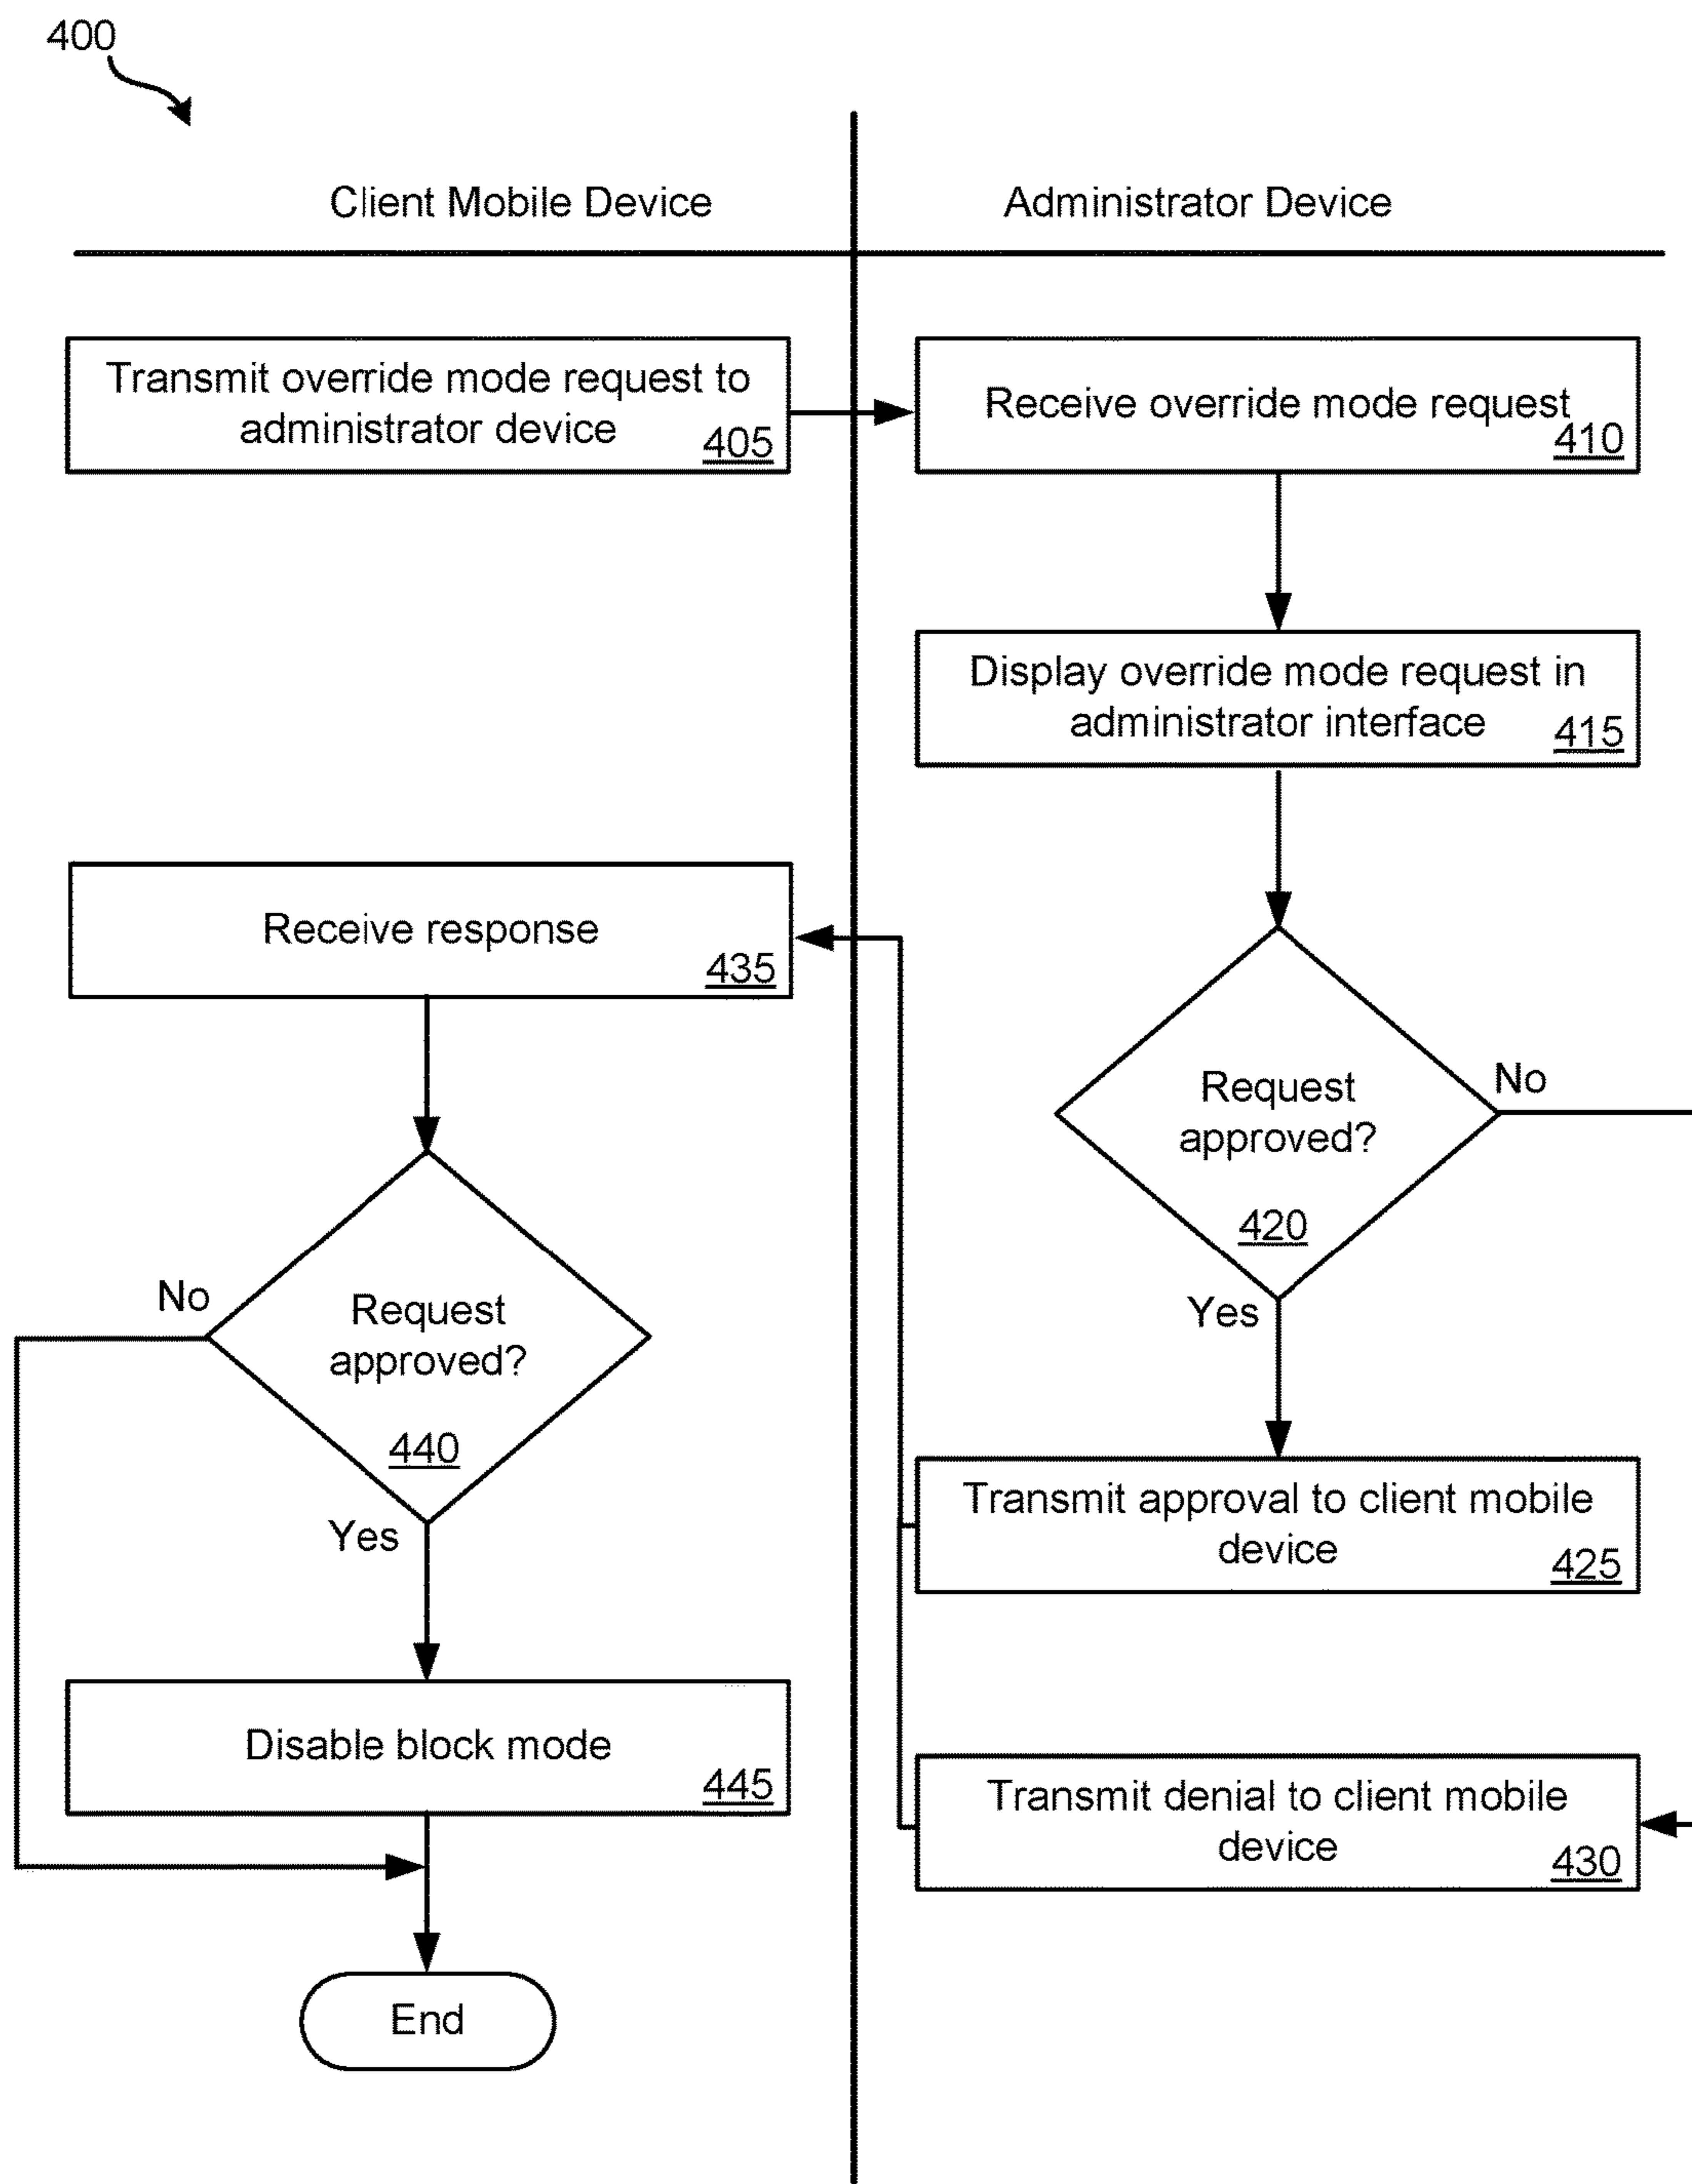 400
Client Mobile Device
Administrator Device
Transmit override mode request to
administrator device
405
Receive override mode request
410
Display override mode request in
administrator interface
415
Receive response
435
Request
approved?
420
No
Yes
Request
approved?
440
No
Yes
Transmit approval to client mobile
device
425
Disable block mode
445
Transmit denial to client mobile
device
430
End